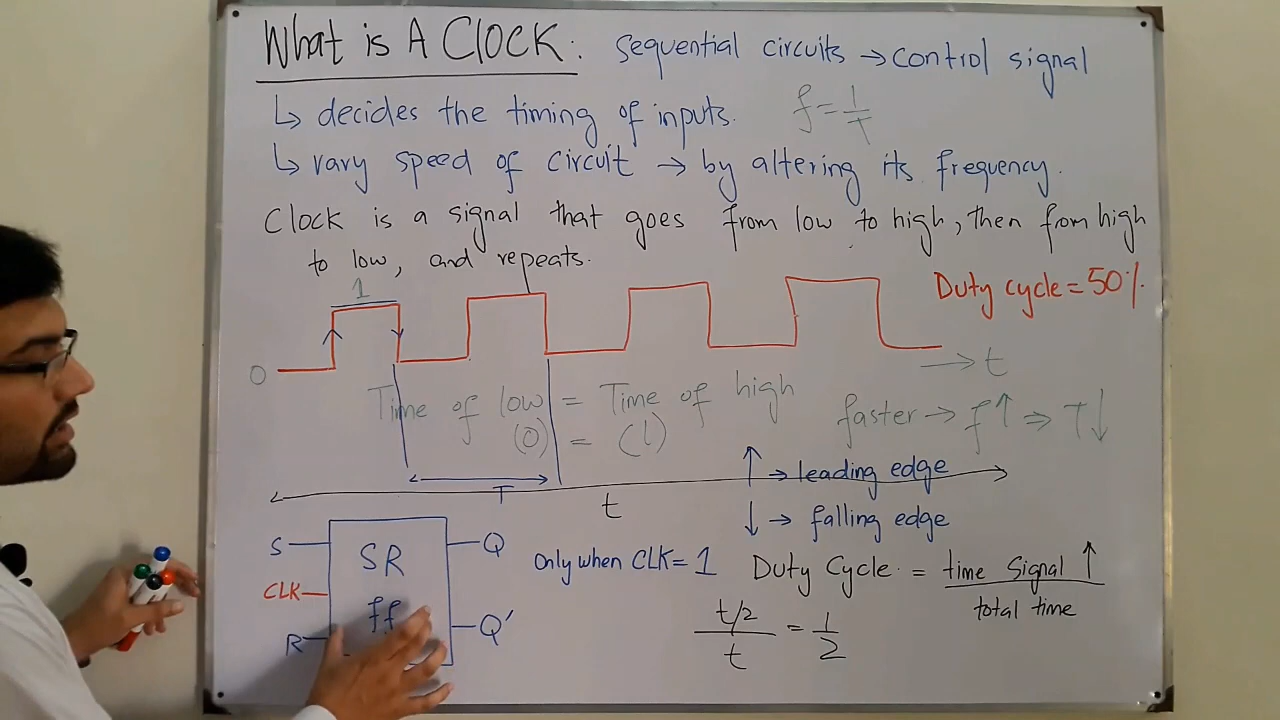 What is A Clock. sequential circuits → control signal
↳ decides the timing of inputs. f = 1/T
↳ vary speed of circuit → by altering its frequency.
Clock is a signal that goes from low to high, then from high
to low, and repeats.
1
Duty cycle = 50%.
0
→ t
Time of low = Time of high
(0) = (1)
faster → f↑ ⇒ T↓
↑ → leading edge
T
t
↓ → falling edge
S
SR
ff
Q
CLK
R
Q'
Only when CLK = 1
Duty Cycle. = time signal ↑ / total time
t/2 / t = 1/2